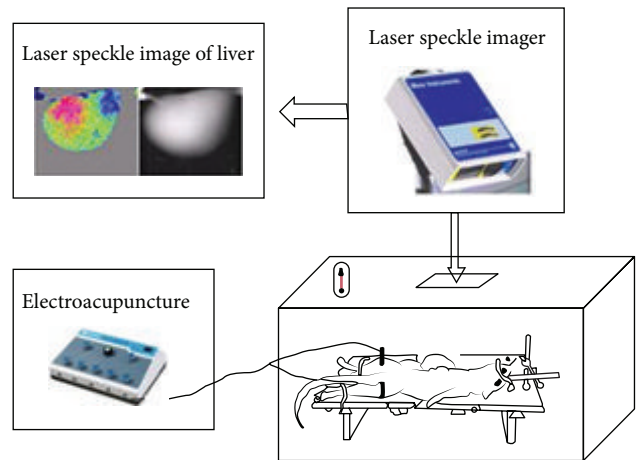 Laser speckle image of liver
Laser speckle imager
Electroacupuncture